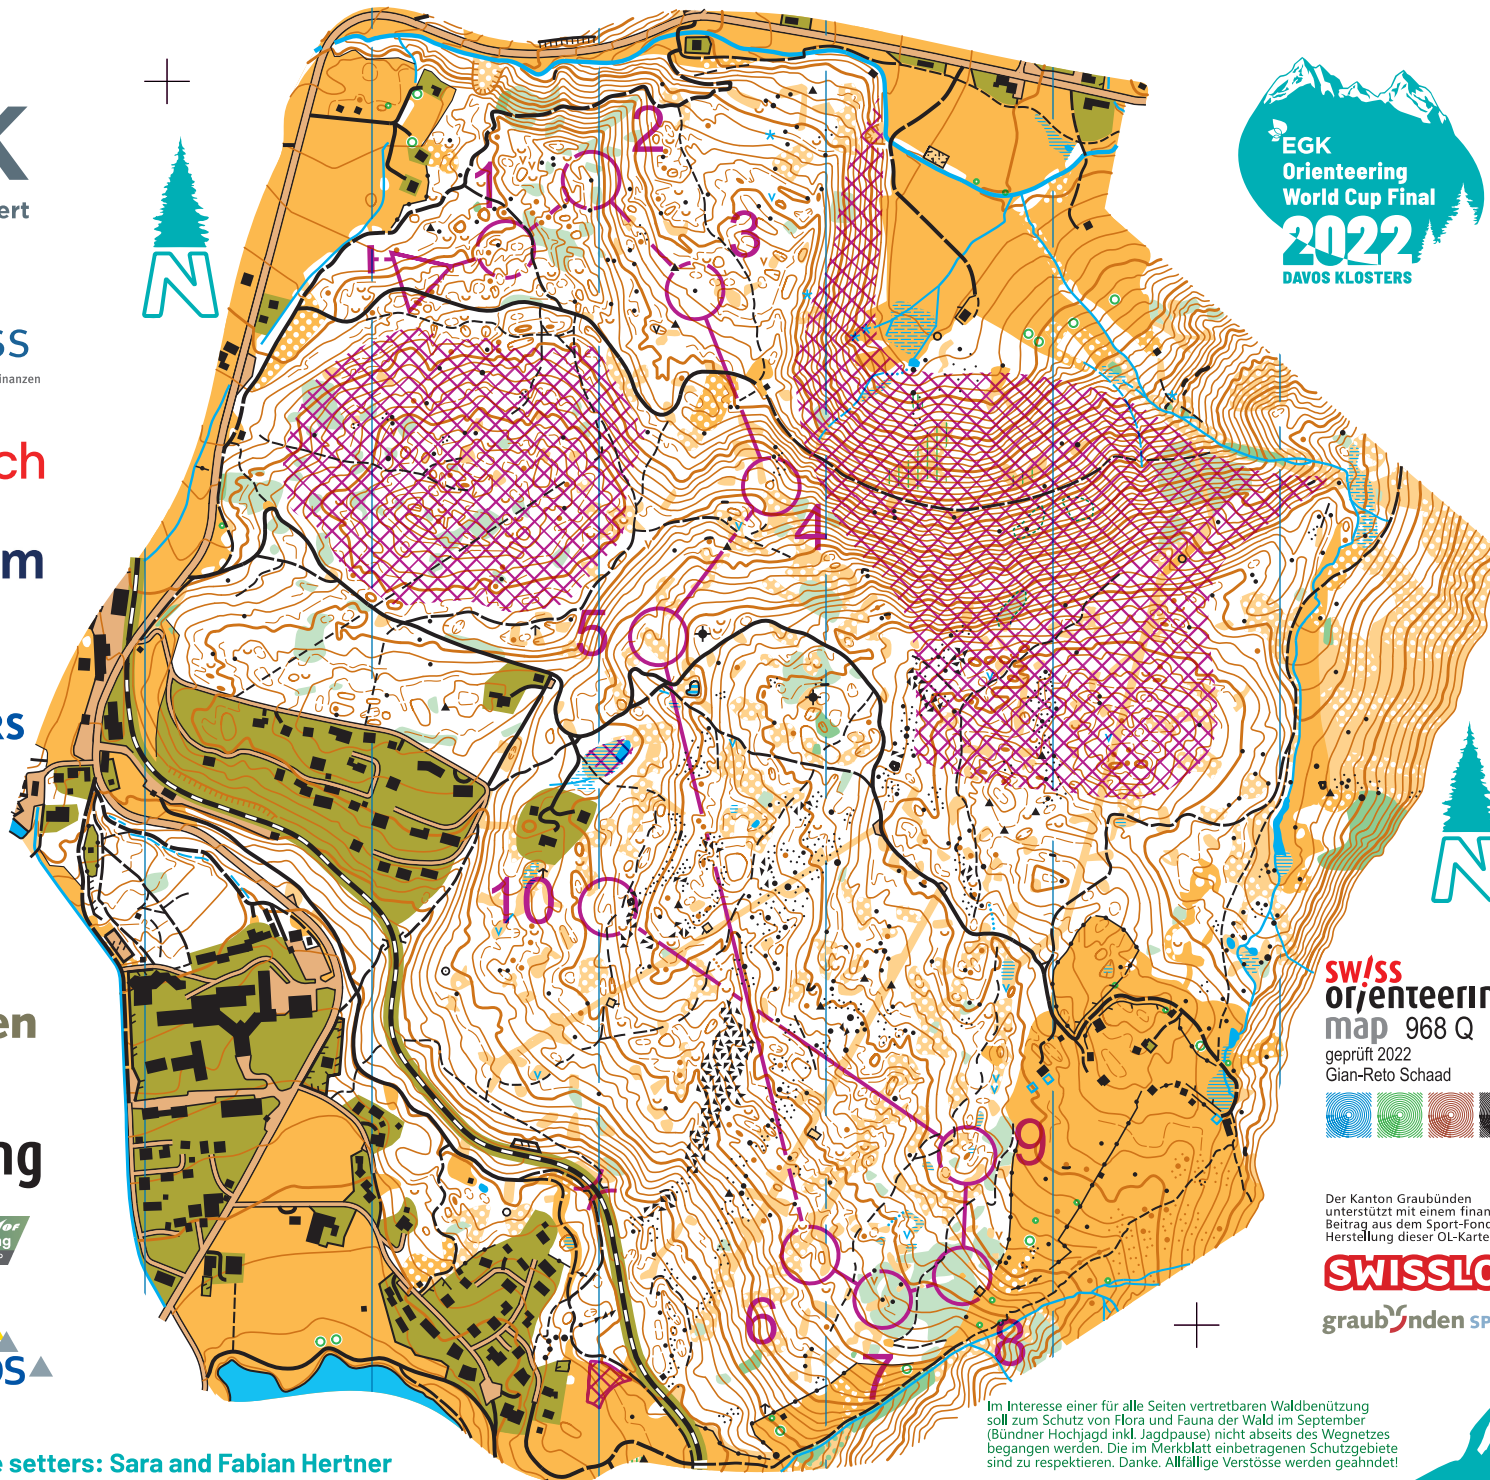 K
ert
ss
inanzen
ch
m
rs
en
ng
OF
ng
os
N
1
2
3
4
5
6
7
8
9
10
EGK
Orienteering
World Cup Final
2022
DAVOS KLOSTERS
N
swiss
orienteerin
map 968 Q
geprüft 2022
Gian-Reto Schaad
Der Kanton Graubünden
unterstützt mit einem finan
Beitrag aus dem Sport-Fond
Herstellung dieser OL-Karte
SWISSLO
graubünden SP
Im Interesse einer für alle Seiten vertretbaren Waldbenützung
soll zum Schutz von Flora und Fauna der Wald im September
(Bündner Hochjagd inkl. Jagdpause) nicht abseits des Wegnetzes
begangen werden. Die im Merkblatt einbetragenen Schutzgebiete
sind zu respektieren. Danke. Allfällige Verstösse werden geahndet!
e setters: Sara and Fabian Hertner